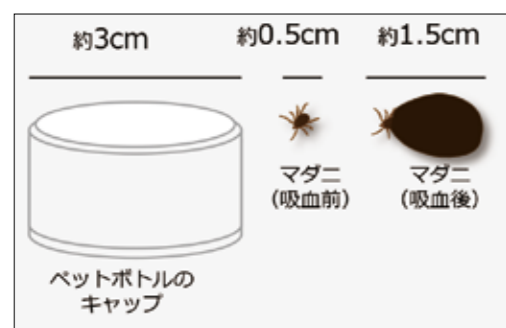 約3cm 約0.5cm 約1.5cm
マダニ
（吸血前）
マダニ
（吸血後）
ペットボトルの
キャップ